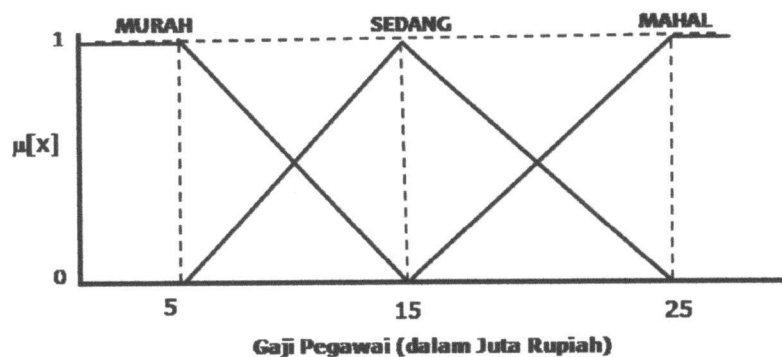 MURAH SEDANG MAHAL
1
µ[x]
0
5 15 25
Gaji Pegawai (dalam Juta Rupiah)